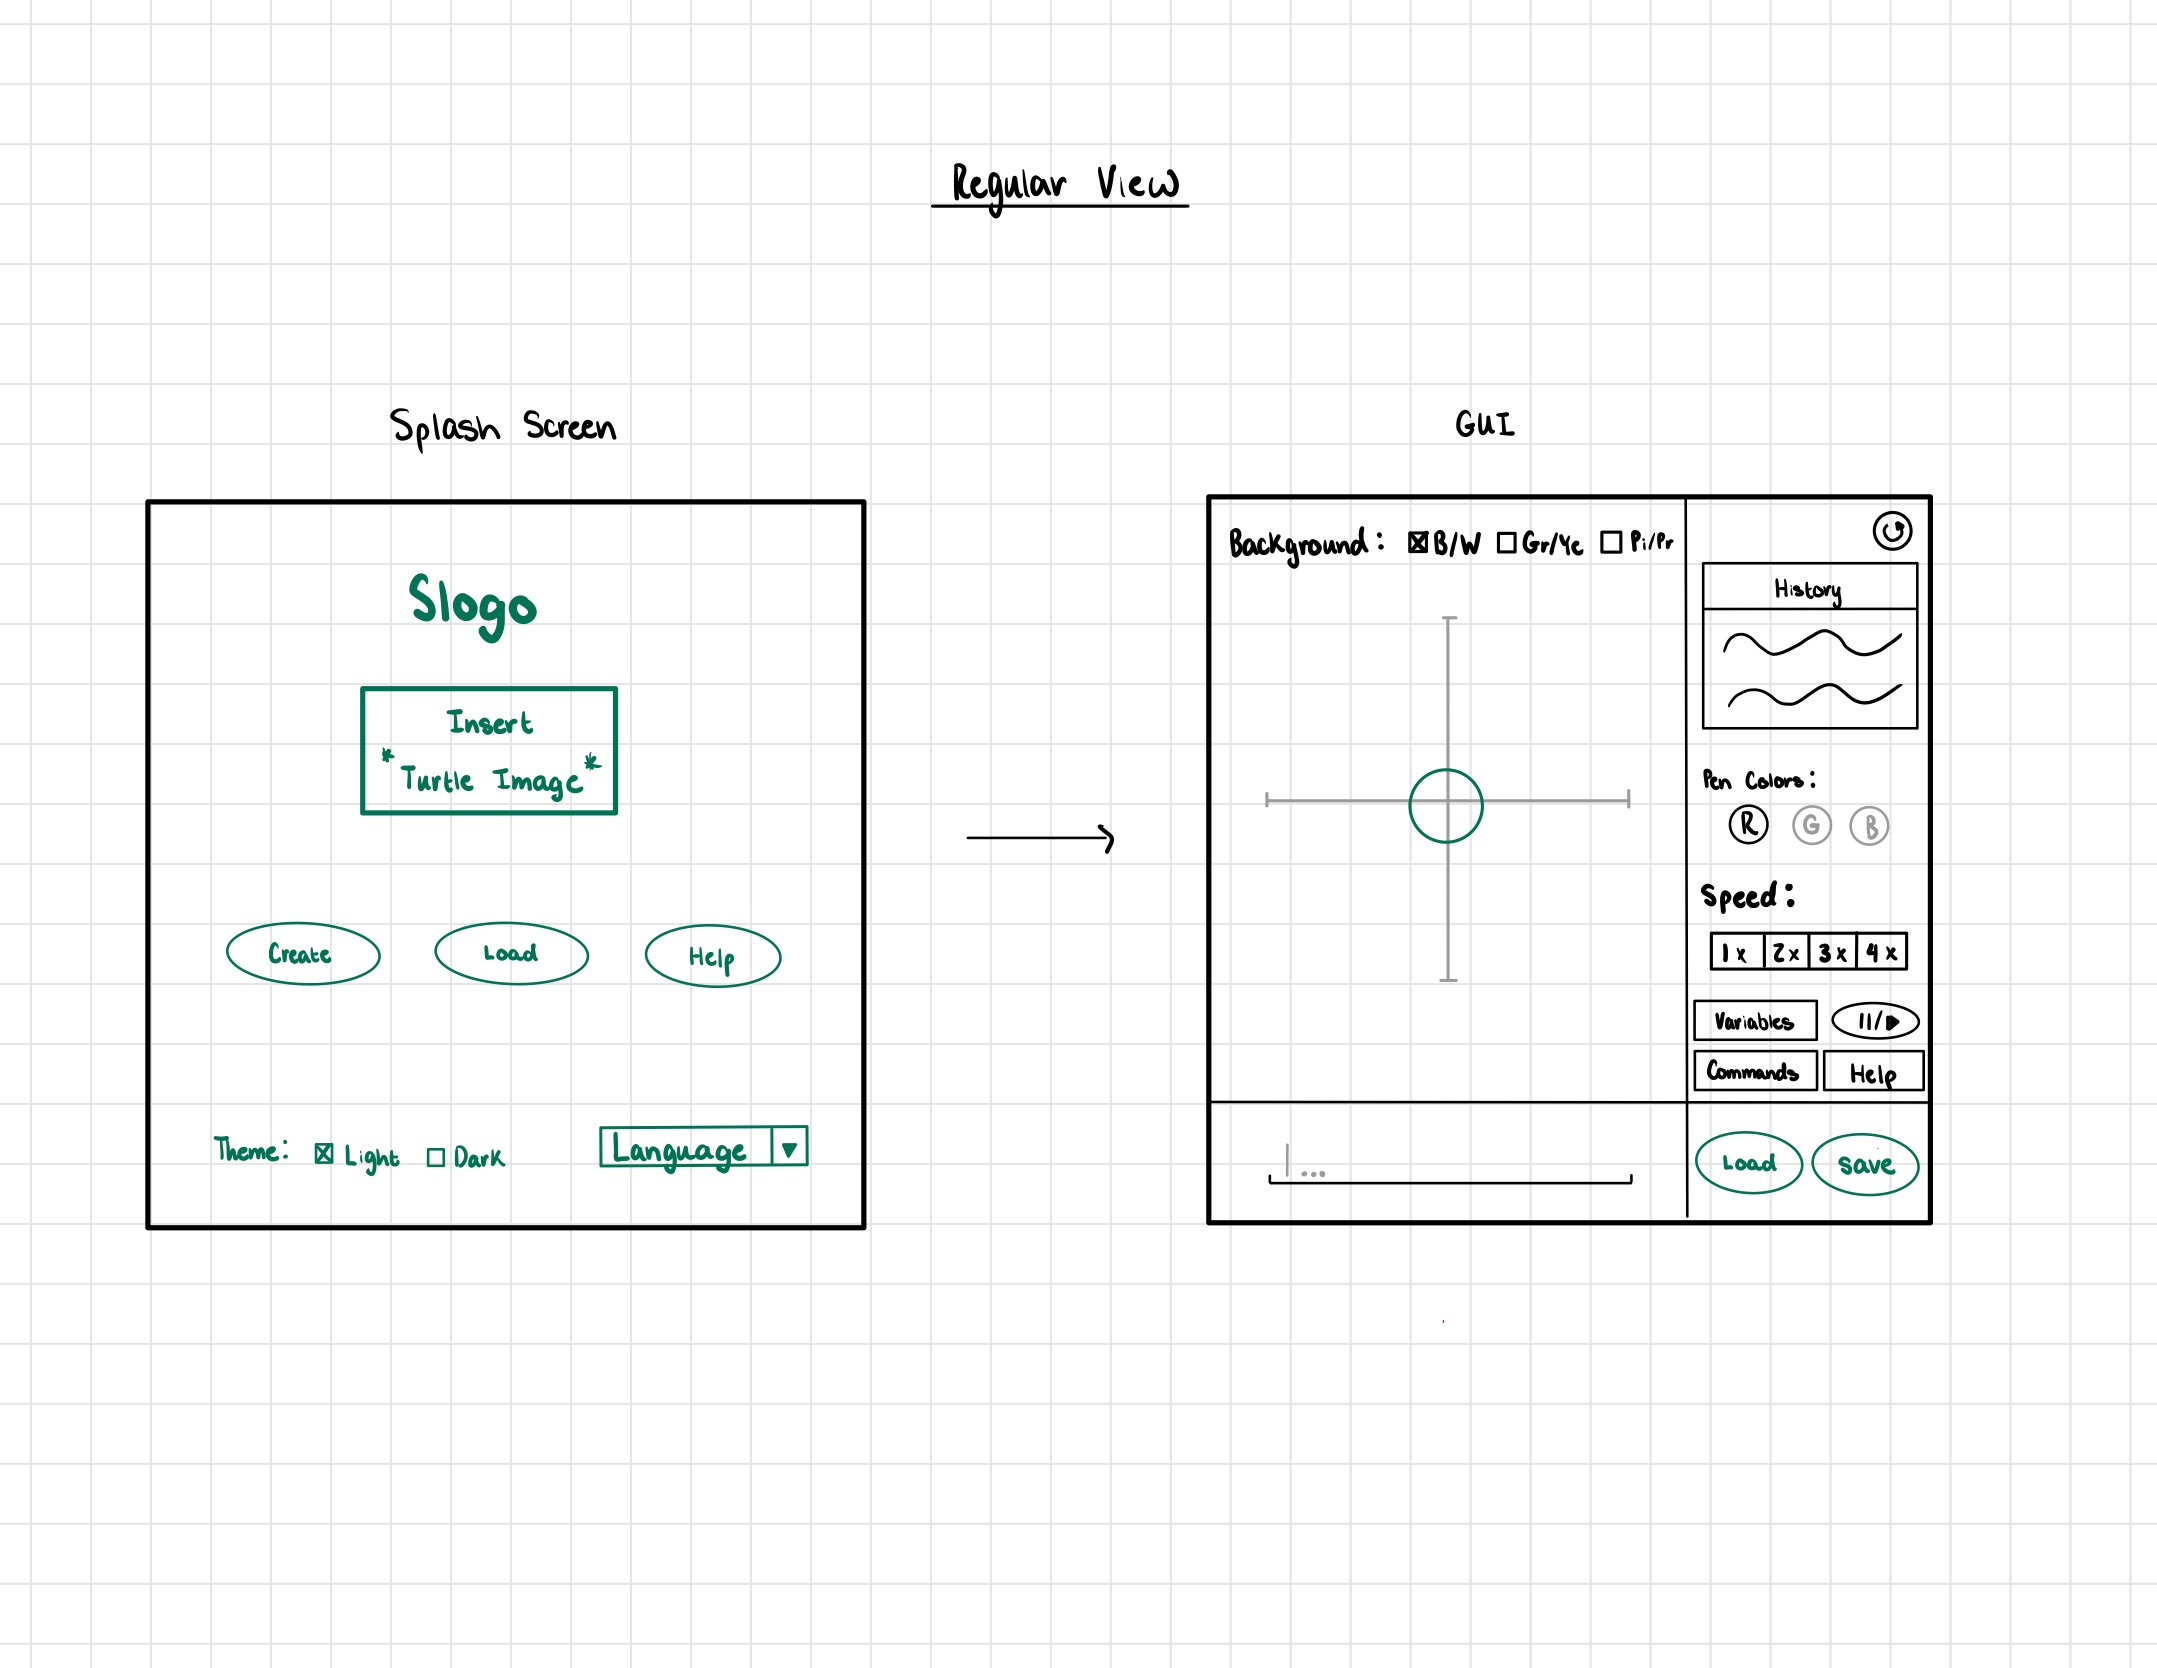 Regular View
Splash Screen
Slogo
Insert
* Turtle Image *
Create
Load
Help
Theme: Light Dark
Language
GUI
Background: B/W Gr/Ye Pi/Pr
History
Pen Colors:
R G B
Speed:
1x 2x 3x 4x
Variables
Commands
Help
...
Load
Save